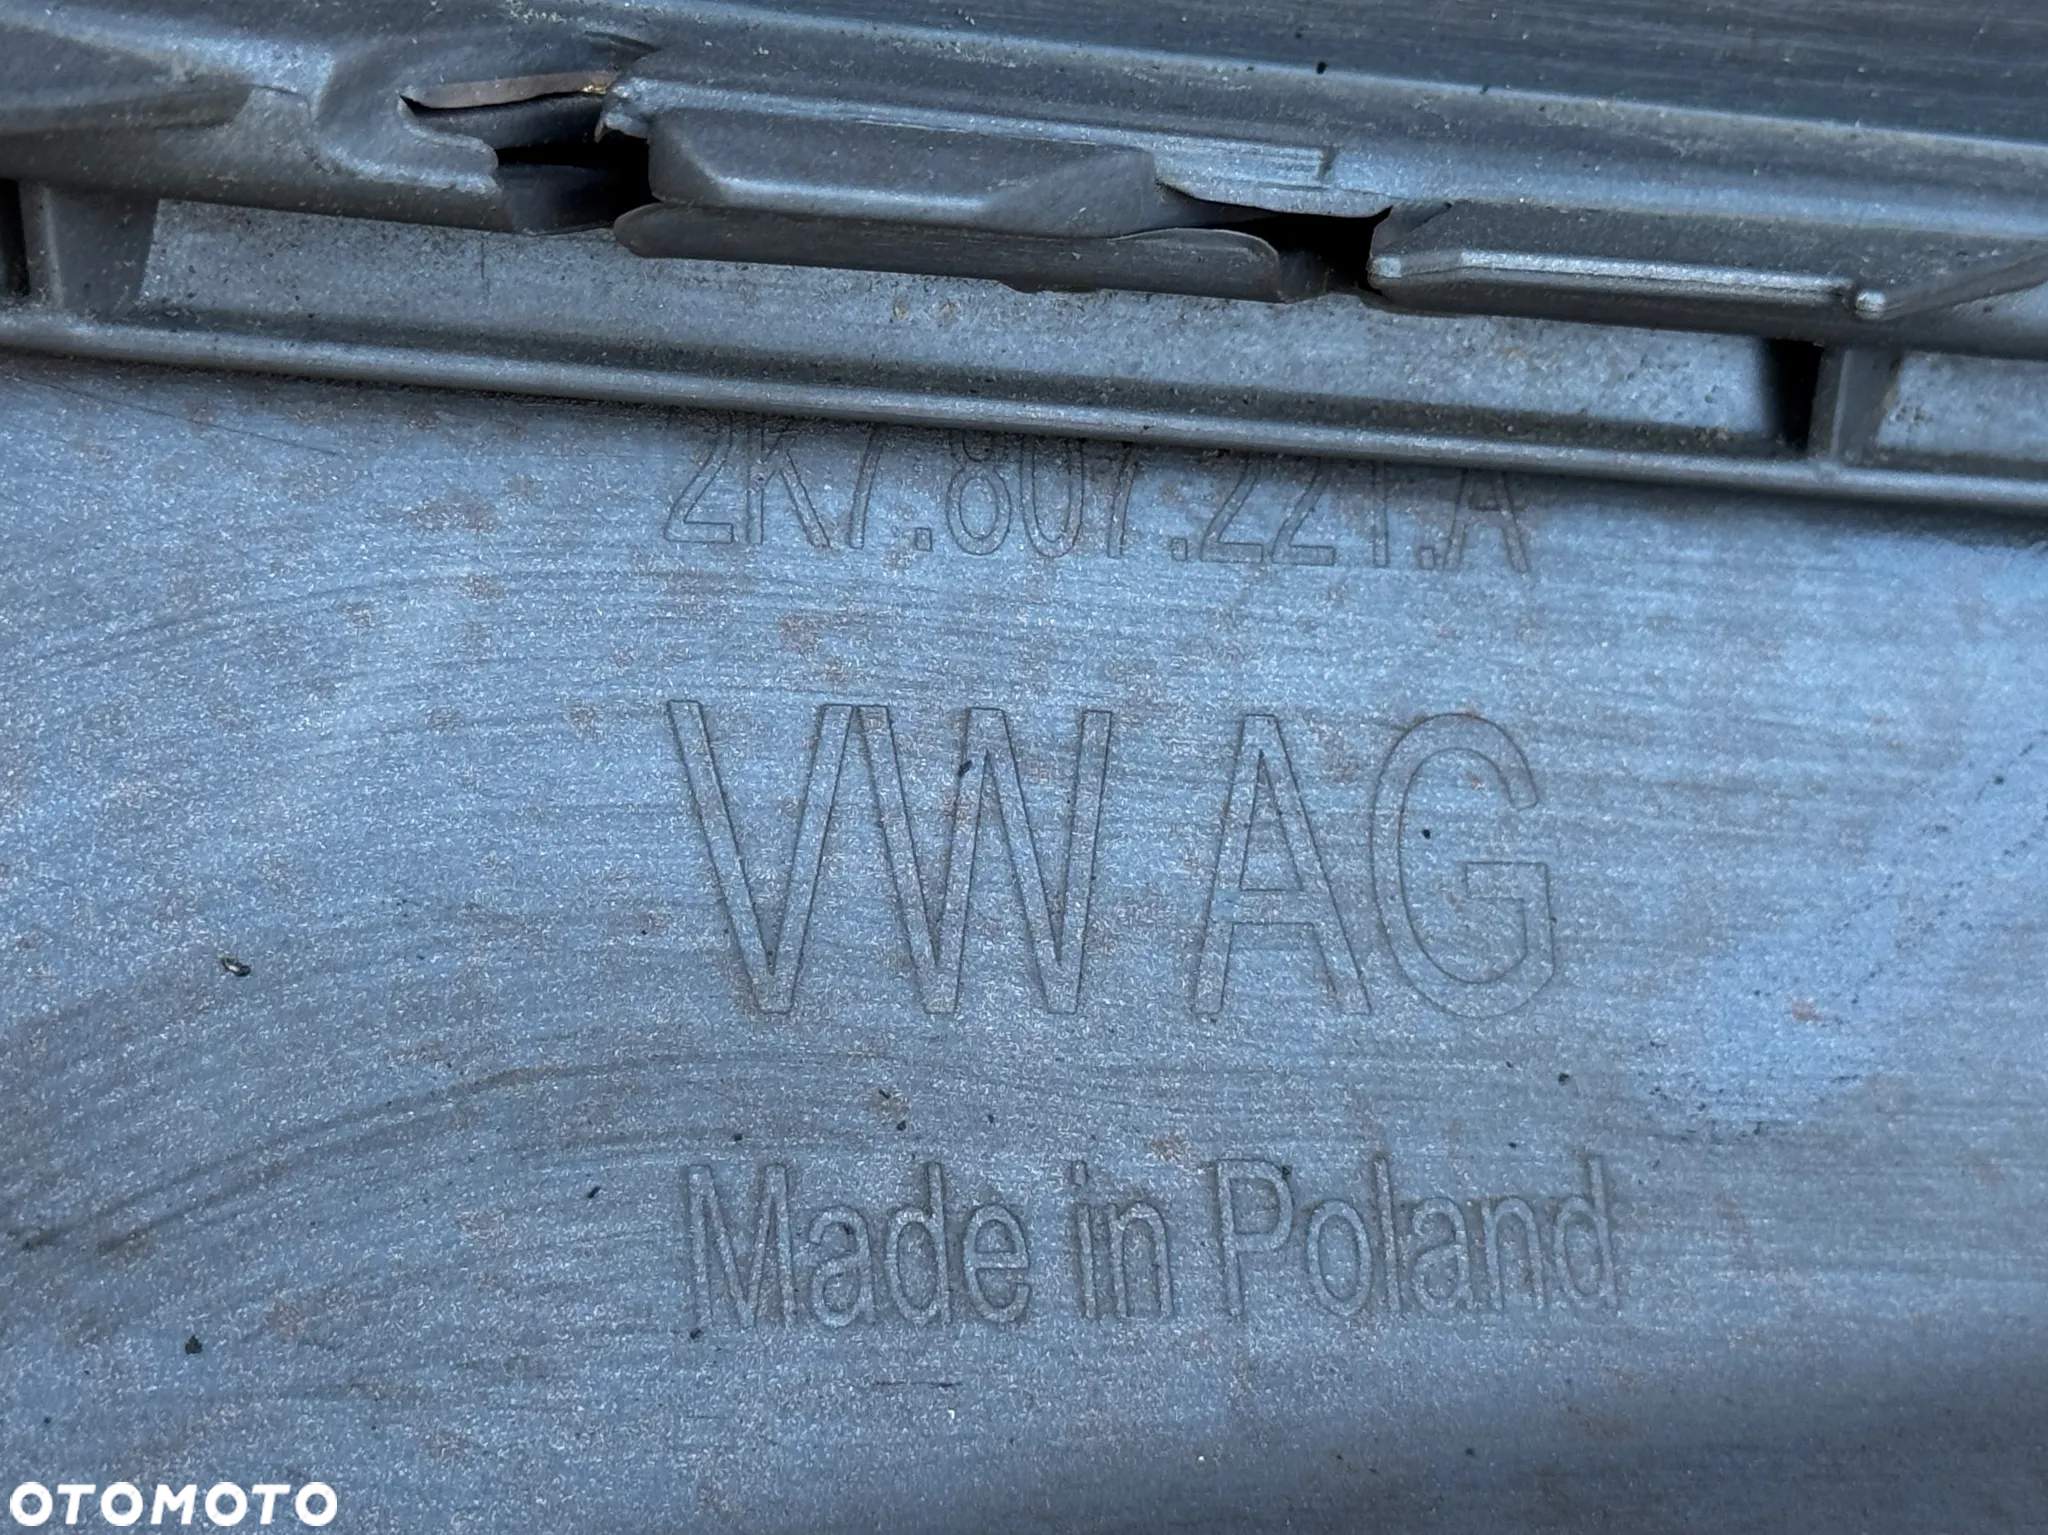 2K7.807.221.A
VW AG
Made in Poland
OTOMOTO